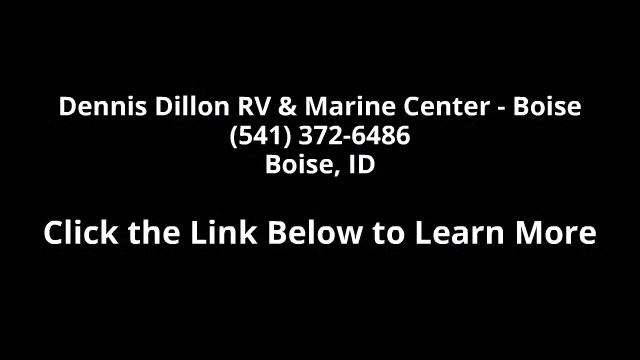 Dennis Dillon RV & Marine Center - Boise
(541) 372-6486
Boise, ID
Click the Link Below to Learn More